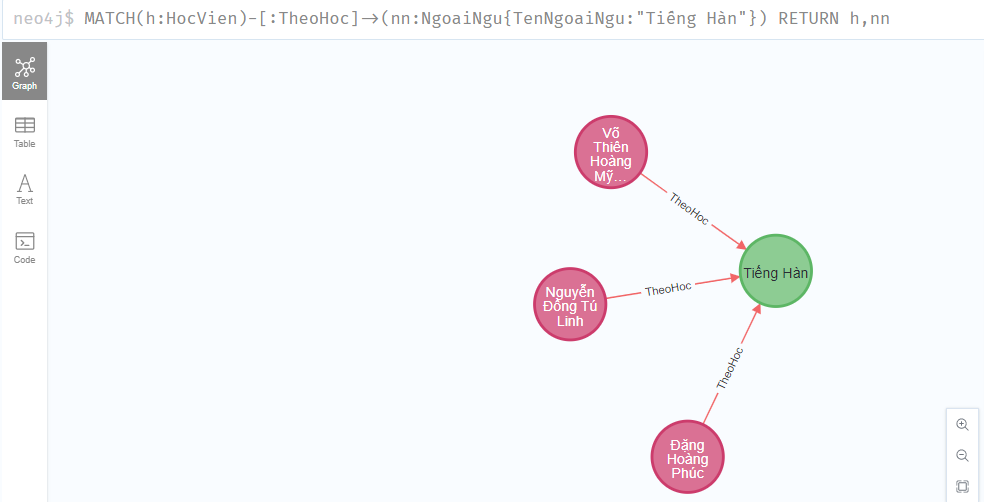 neo4j$ MATCH(h:HocVien)-[:TheoHoc]→(nn:NgoaiNgu{TenNgoaiNgu:"Tiếng Hàn"}) RETURN h,nn
Graph
Table
Text
Code
Võ
Thiên
Hoàng
Mỹ...
TheoHoc
Tiếng Hàn
Nguyễn
Đông Tú
Linh
TheoHoc
TheoHoc
Đặng
Hoàng
Phúc